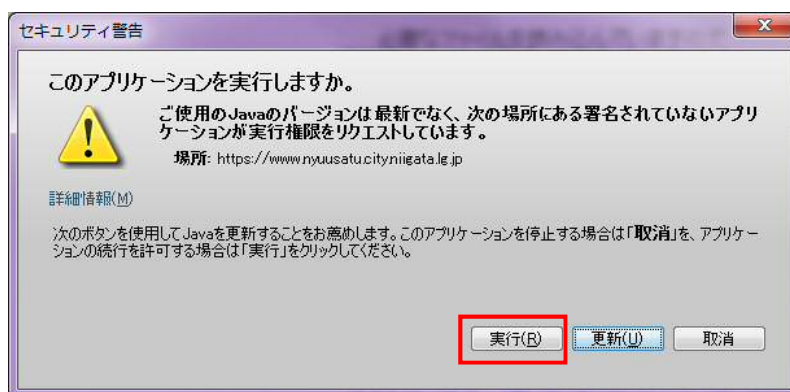 セキュリティ警告
このアプリケーションを実行しますか。
ご使用のJavaのバージョンは最新でなく、次の場所にある署名されていないアプリ
ケーションが実行権限をリクエストしています。
場所: https://www.nyuusatu.city.niigata.lg.jp
詳細情報(M)
次のボタンを使用してJavaを更新することをお薦めします。このアプリケーションを停止する場合は「取消」を、アプリケー
ションの続行を許可する場合は「実行」をクリックしてください。
実行(R) 更新(U) 取消